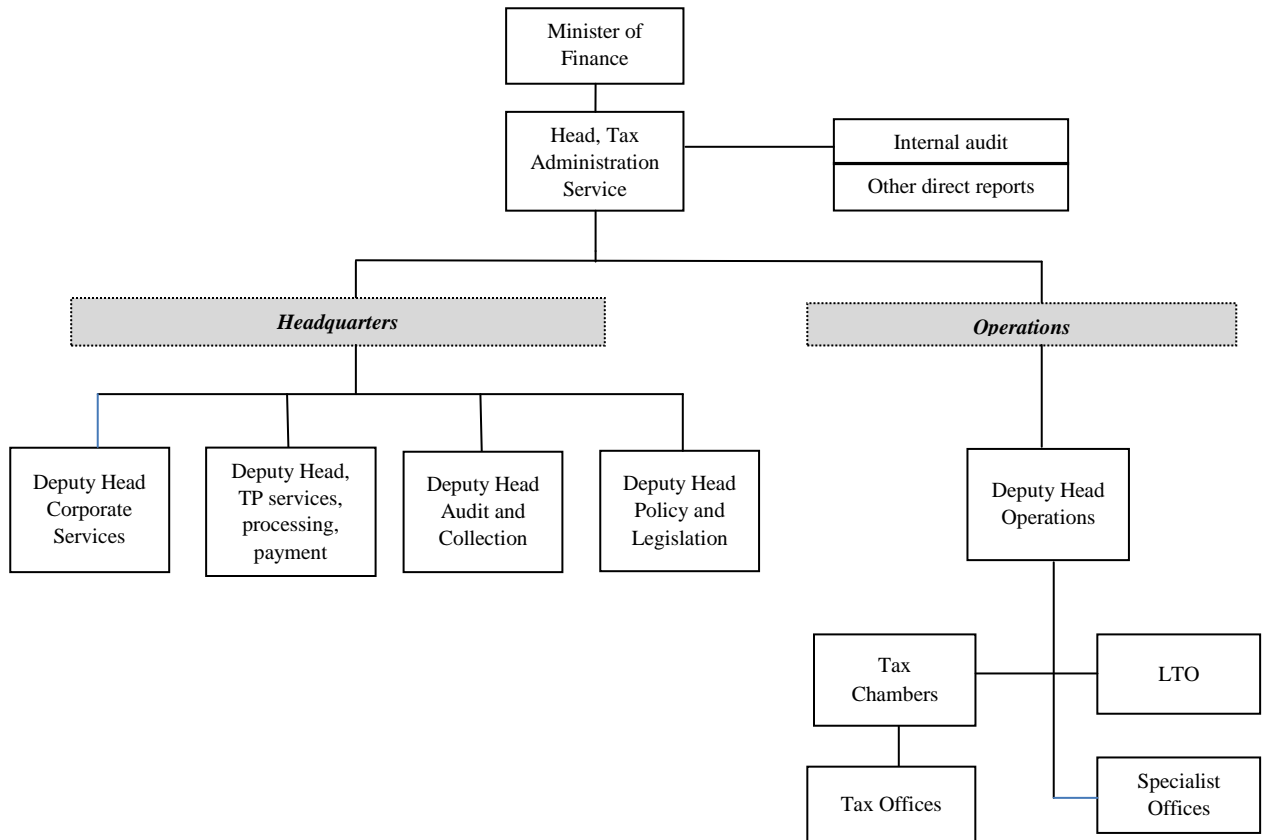 Minister of
Finance
Head, Tax
Administration
Service
Internal audit
Other direct reports
Headquarters
Operations
Deputy Head
Corporate
Services
Deputy Head,
TP services,
processing,
payment
Deputy Head
Audit and
Collection
Deputy Head
Policy and
Legislation
Deputy Head
Operations
Tax
Chambers
LTO
Tax Offices
Specialist
Offices